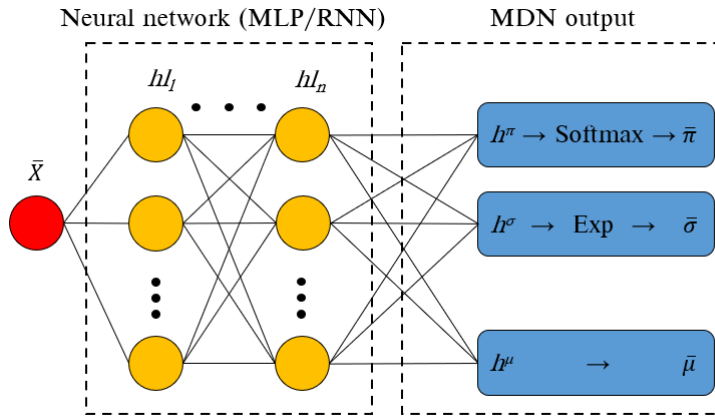 Neural network (MLP/RNN)
MDN output
hl₁
hlₙ
X̄
h^π → Softmax → π̄
h^σ → Exp → σ̄
h^μ → μ̄